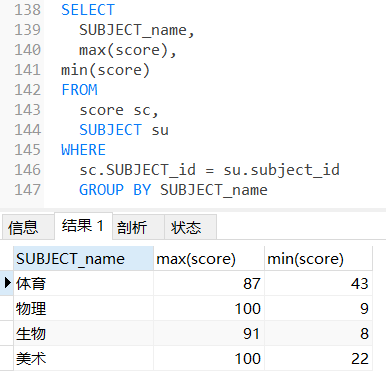 138 SELECT
139 SUBJECT_name,
140 max(score),
141 min(score)
142 FROM
143 score sc,
144 SUBJECT su
145 WHERE
146 sc.SUBJECT_id = su.subject_id
147 GROUP BY SUBJECT_name
信息 结果 1 剖析 状态
SUBJECT_name max(score) min(score)
体育 87 43
物理 100 9
生物 91 8
美术 100 22